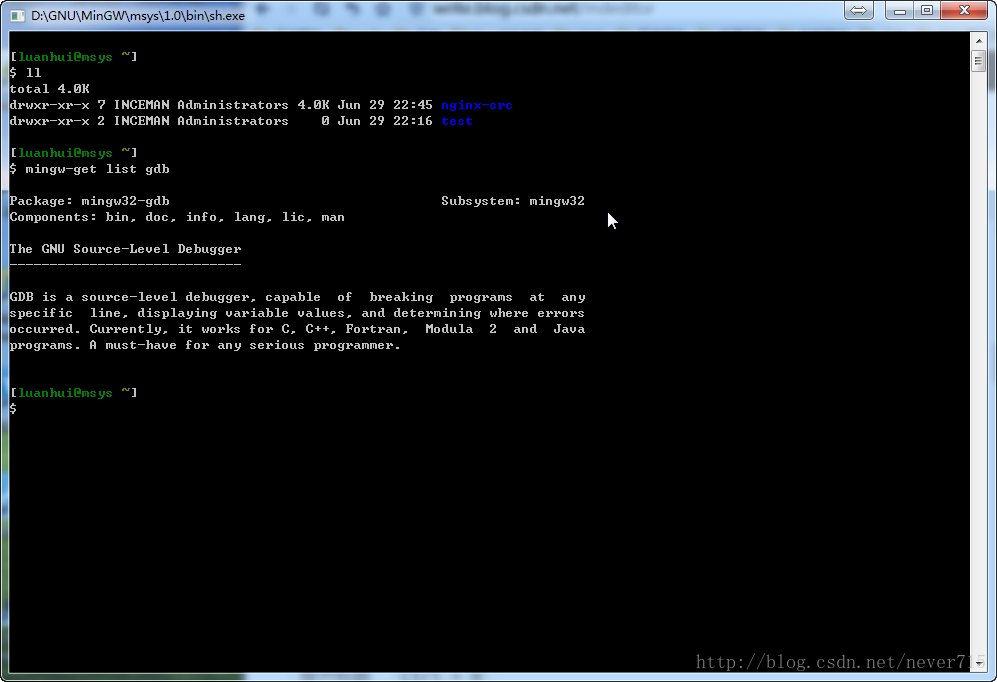 D:\GNU\MinGW\msys\1.0\bin\sh.exe
[luanhui@msys ~]
$ ll
total 4.0K
drwxr-xr-x 7 INCEMAN Administrators 4.0K Jun 29 22:45 nginx-src
drwxr-xr-x 2 INCEMAN Administrators    0 Jun 29 22:16 test
[luanhui@msys ~]
$ mingw-get list gdb
Package: mingw32-gdb                                  Subsystem: mingw32
Components: bin, doc, info, lang, lic, man
The GNU Source-Level Debugger
-----------------------------
GDB is a source-level debugger, capable  of  breaking  programs  at  any
specific  line, displaying variable values, and determining where errors
occurred. Currently, it works for C, C++, Fortran,  Modula  2  and  Java
programs. A must-have for any serious programmer.
[luanhui@msys ~]
$
http://blog.csdn.net/never715